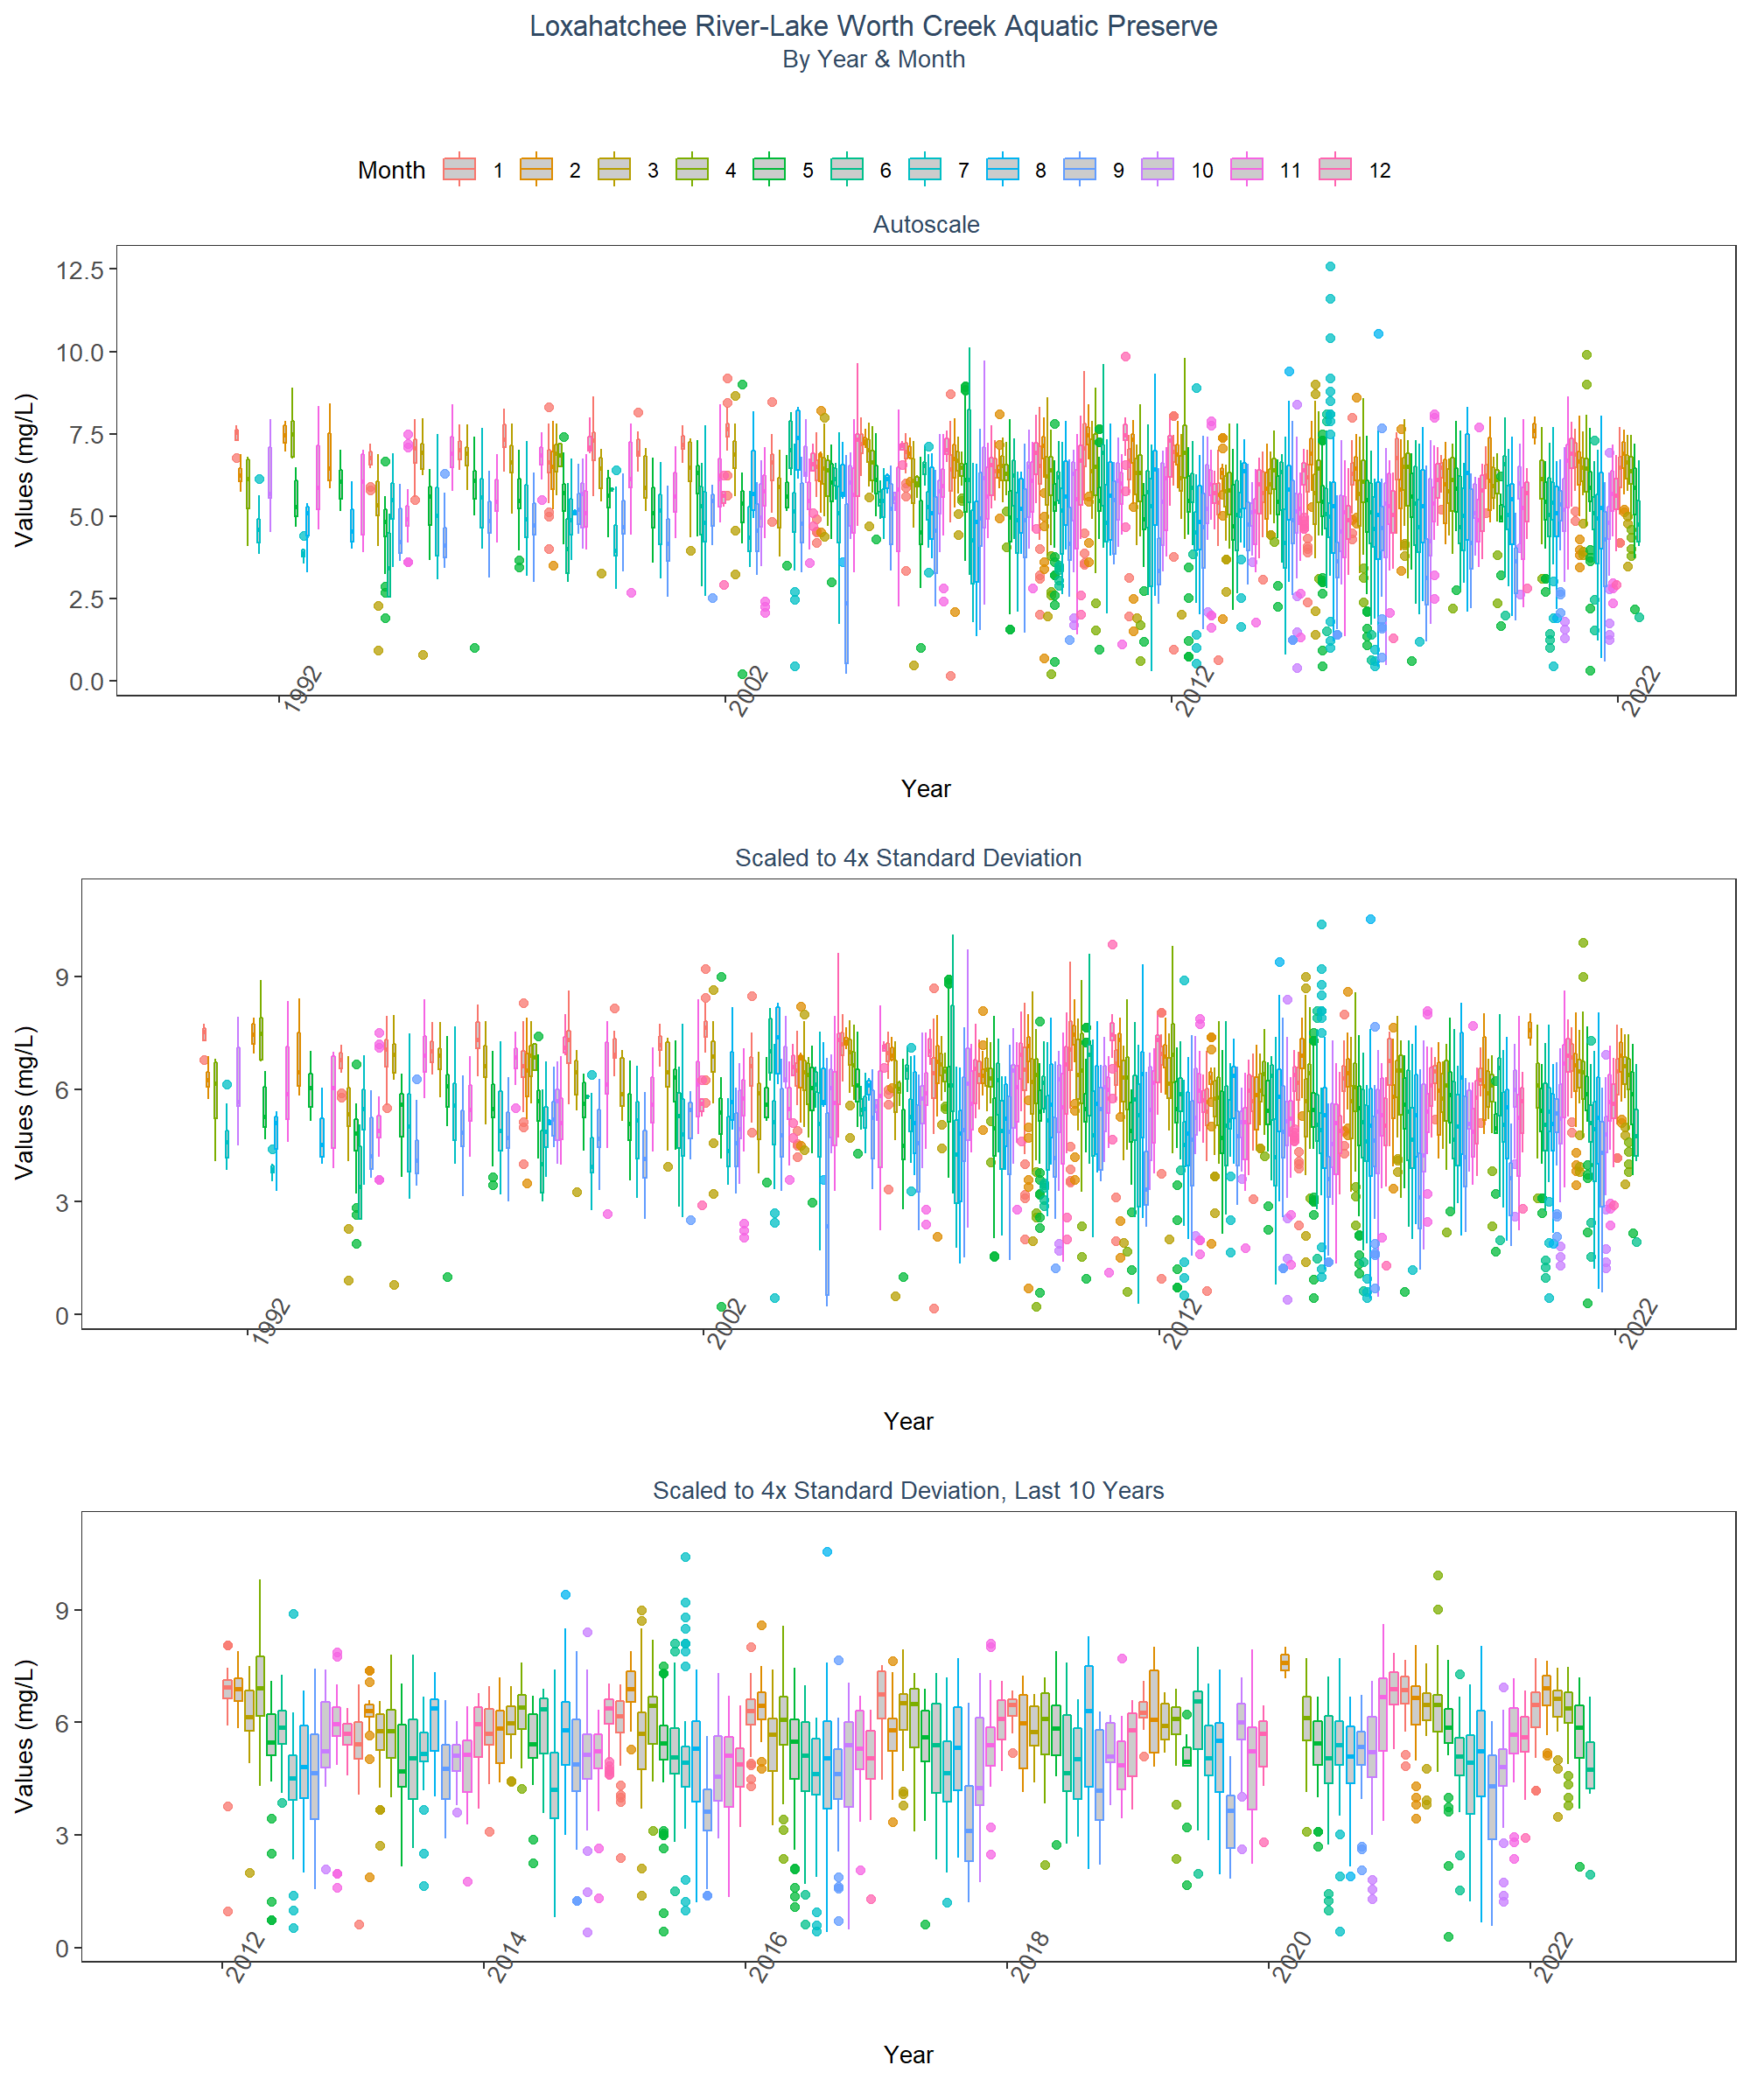 Loxahatchee River-Lake Worth Creek Aquatic Preserve
By Year & Month
Month 1 2 3 4 5 6 7 8 9 10 11 12
Autoscale
Values (mg/L)
12.5
10.0
7.5
5.0
2.5
0.0
1992 2002 2012 2022
Year
Scaled to 4x Standard Deviation
Values (mg/L)
9
6
3
0
1992 2002 2012 2022
Year
Scaled to 4x Standard Deviation, Last 10 Years
Values (mg/L)
9
6
3
0
2012 2014 2016 2018 2020 2022
Year